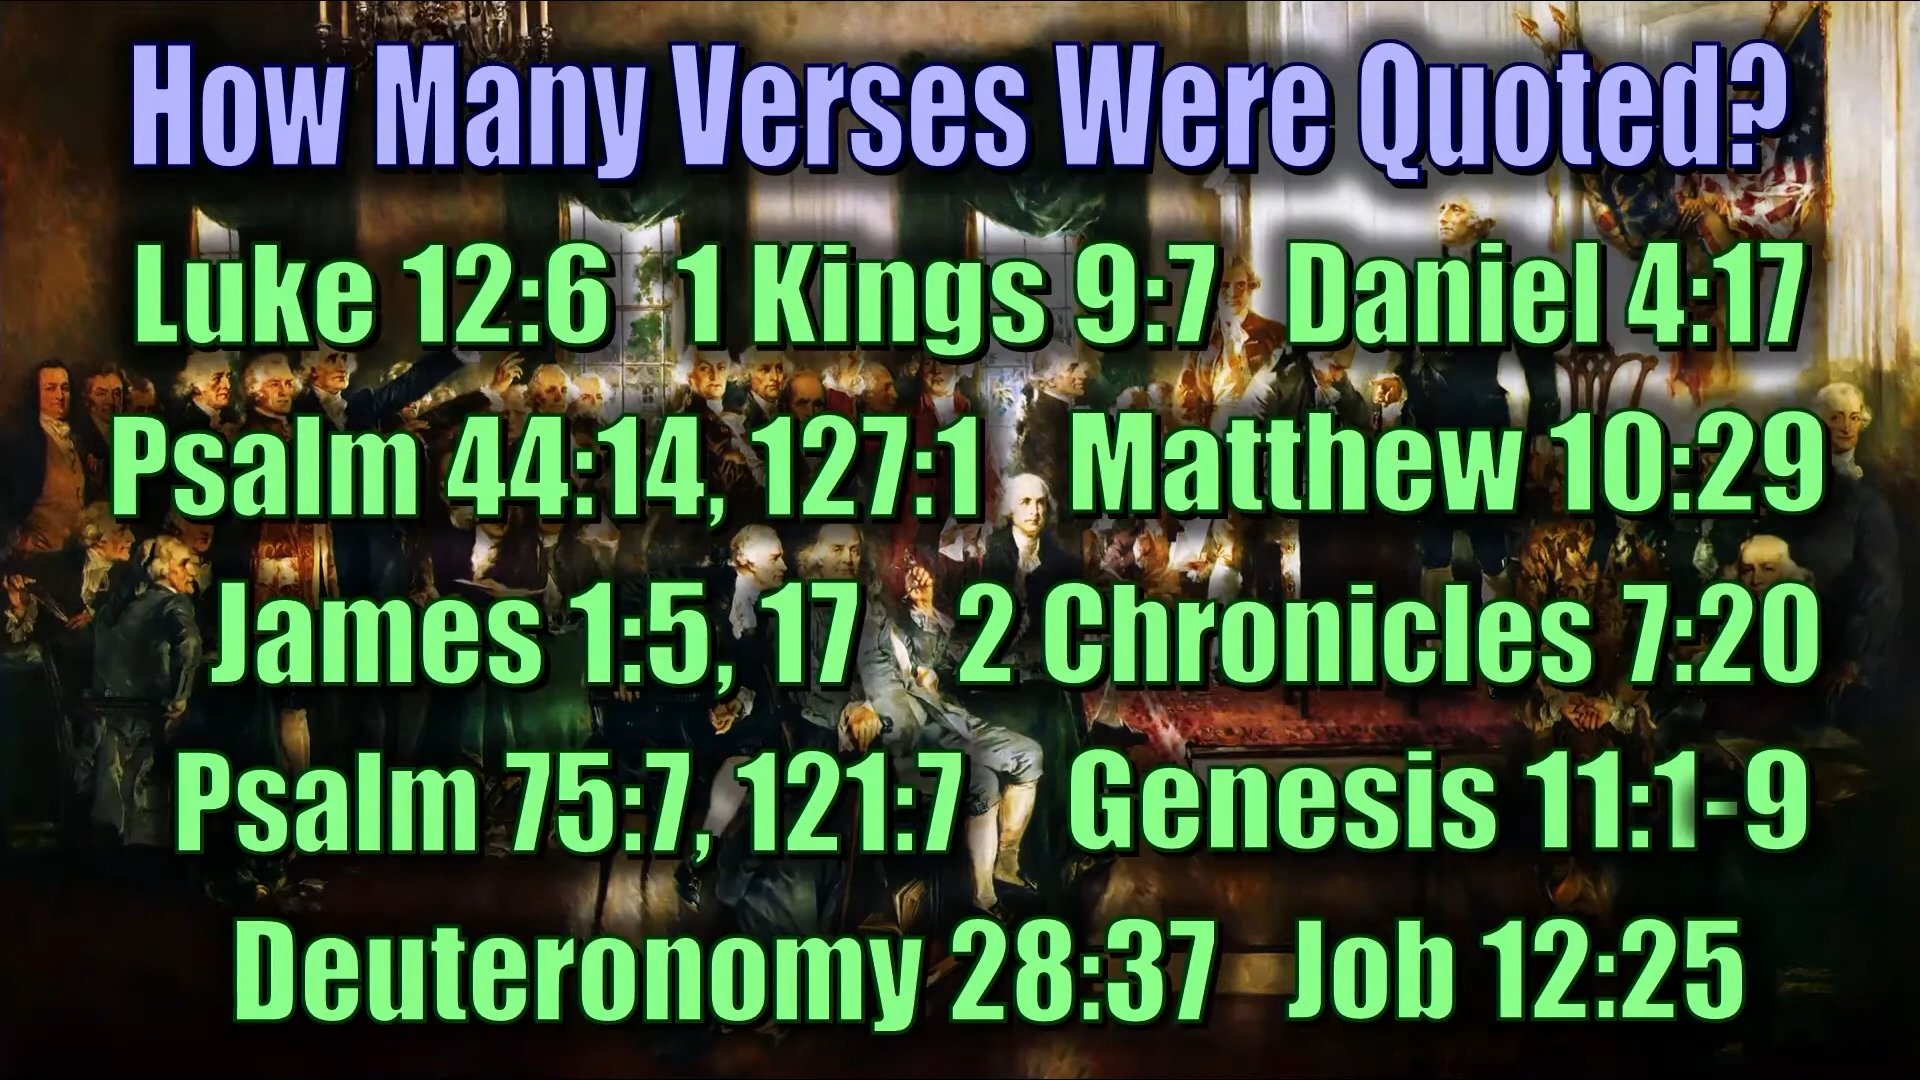 How Many Verses Were Quoted?
Luke 12:6 1 Kings 9:7 Daniel 4:17
Psalm 44:14, 127:1 Matthew 10:29
James 1:5, 17 2 Chronicles 7:20
Psalm 75:7, 121:7 Genesis 11:1-9
Deuteronomy 28:37 Job 12:25